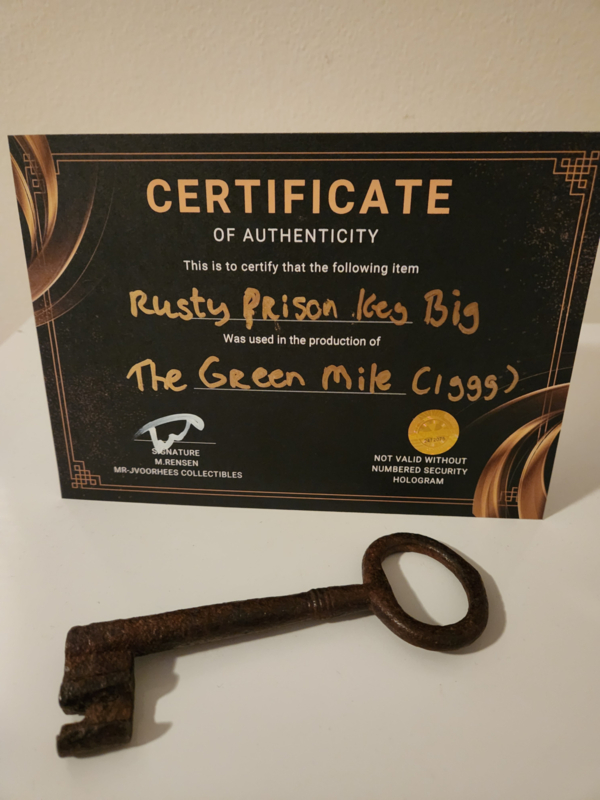 CERTIFICATE
OF AUTHENTICITY
This is to certify that the following item
Rusty Prison Key Big
Was used in the production of
The Green Mile (1999)
SIGNATURE
M.RENSEN
MR-JVOORHEES COLLECTIBLES
NOT VALID WITHOUT
NUMBERED SECURITY
HOLOGRAM